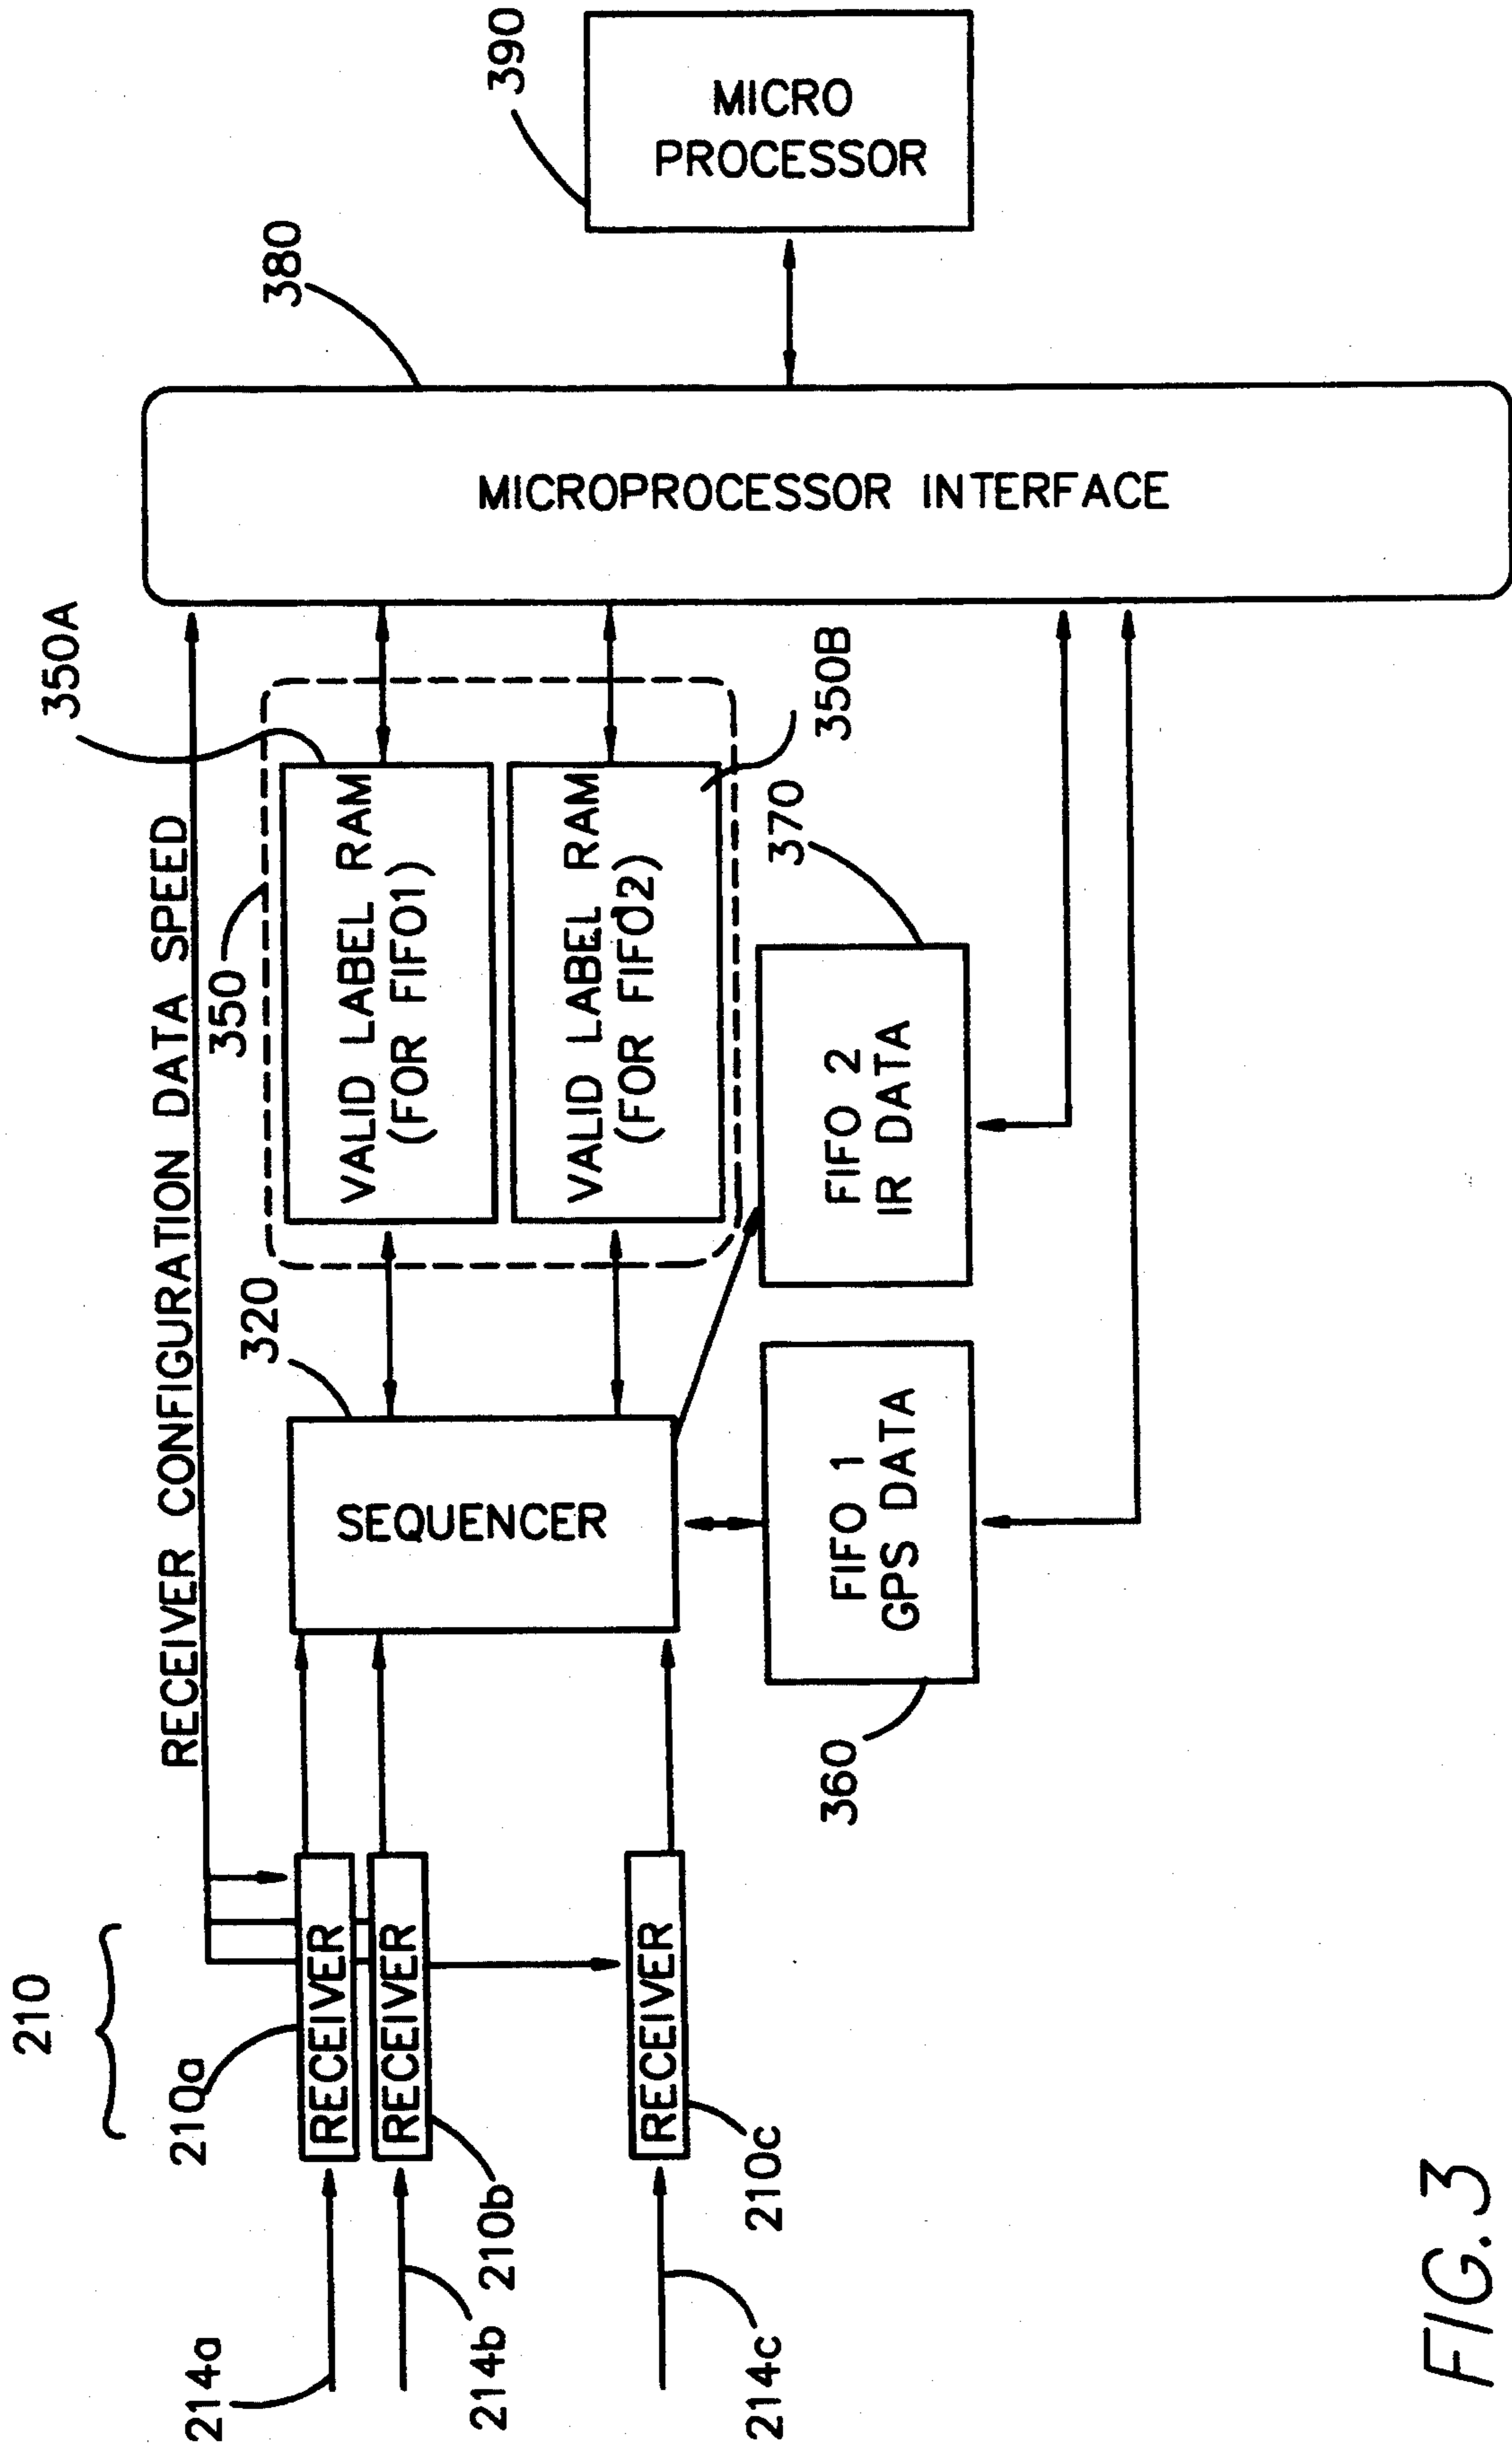 210
210a
210b
210c
214a
214b
214c
RECEIVER
RECEIVER
RECEIVER
RECEIVER CONFIGURATION DATA SPEED
320
SEQUENCER
350
350A
VALID LABEL RAM
(FOR FIFO1)
350B
VALID LABEL RAM
(FOR FIFO2)
360
FIFO 1
GPS DATA
370
FIFO 2
IR DATA
380
MICROPROCESSOR INTERFACE
390
MICRO
PROCESSOR
FIG.3